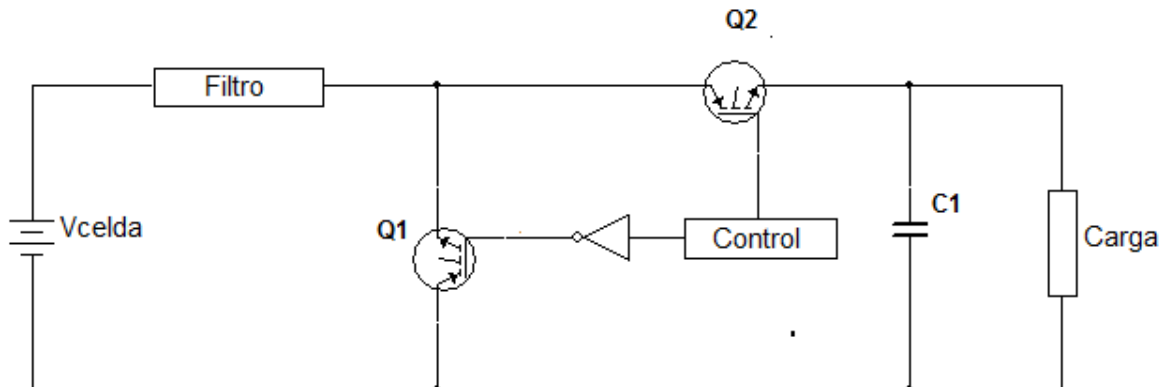 Q2
Filtro
Vcelda
Q1
Control
C1
Carga